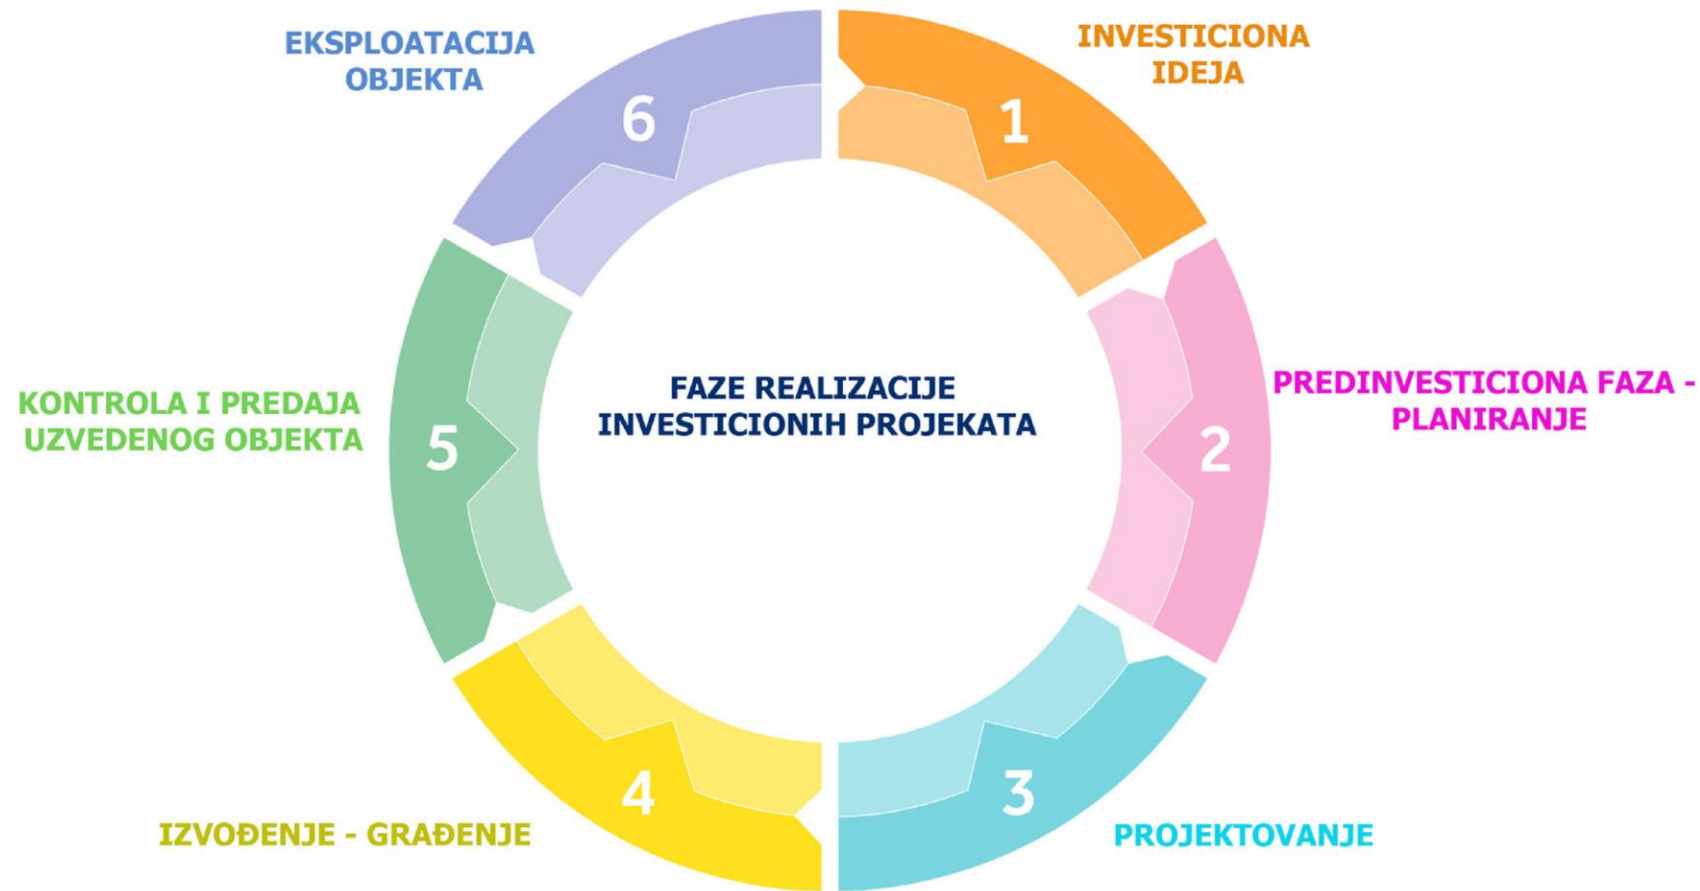 FAZE REALIZACIJE
INVESTICIONIH PROJEKATA
1
INVESTICIONA
IDEJA
2
PREDINVESTICIONA FAZA -
PLANIRANJE
3
PROJEKTOVANJE
4
IZVOĐENJE - GRAĐENJE
5
KONTROLA I PREDAJA
UZVEDENOG OBJEKTA
6
EKSPLOATACIJA
OBJEKTA